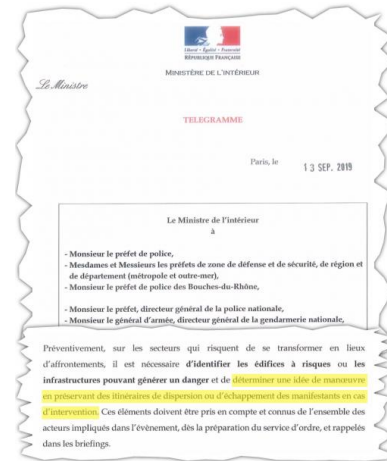 Liberté • Égalité • Fraternité
RÉPUBLIQUE FRANÇAISE
MINISTÈRE DE L'INTÉRIEUR
Le Ministre
TELEGRAMME
Paris, le 13 SEP. 2019
Le Ministre de l'intérieur
à
- Monsieur le préfet de police,
- Mesdames et Messieurs les préfets de zone de défense et de sécurité, de région et
de département (métropole et outre-mer),
- Monsieur le préfet de police des Bouches-du-Rhône,
- Monsieur le préfet, directeur général de la police nationale,
- Monsieur le général d'armée, directeur général de la gendarmerie nationale,
Préventivement, sur les secteurs qui risquent de se transformer en lieux
d'affrontements, il est nécessaire d'identifier les édifices à risques ou les
infrastructures pouvant générer un danger et de déterminer une idée de manœuvre
en préservant des itinéraires de dispersion ou d'échappement des manifestants en cas
d'intervention. Ces éléments doivent être pris en compte et connus de l'ensemble des
acteurs impliqués dans l'évènement, dès la préparation du service d'ordre, et rappelés
dans les briefings.